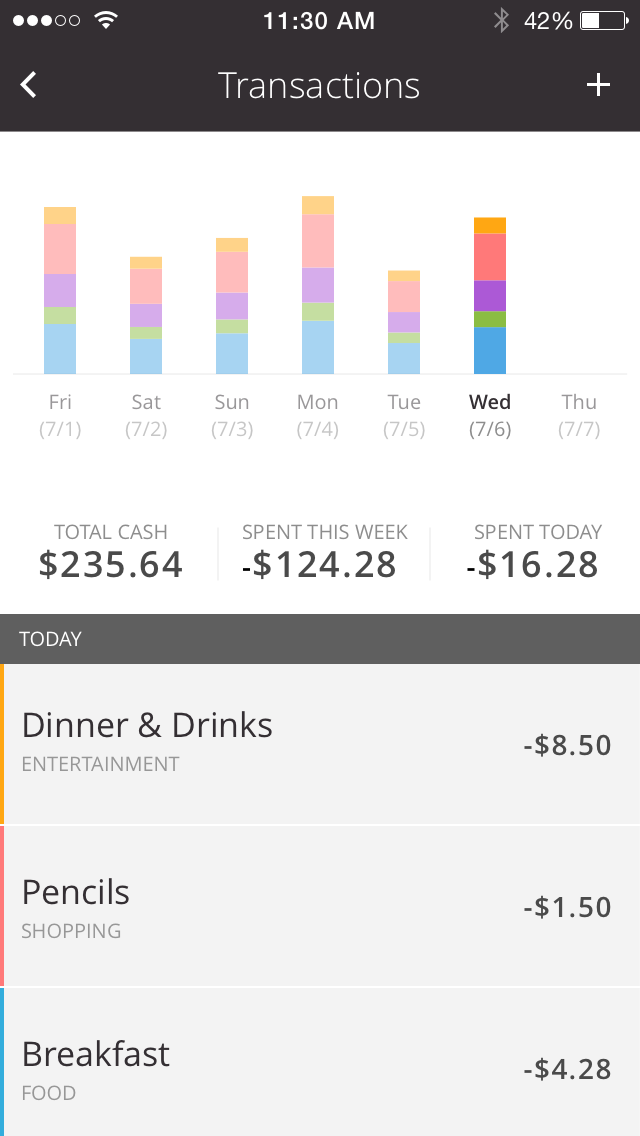 11:30 AM 42%
Transactions
Fri Sat Sun Mon Tue Wed Thu
(7/1) (7/2) (7/3) (7/4) (7/5) (7/6) (7/7)
TOTAL CASH SPENT THIS WEEK SPENT TODAY
$235.64 -$124.28 -$16.28
TODAY
Dinner & Drinks
-$8.50
ENTERTAINMENT
Pencils
-$1.50
SHOPPING
Breakfast
-$4.28
FOOD